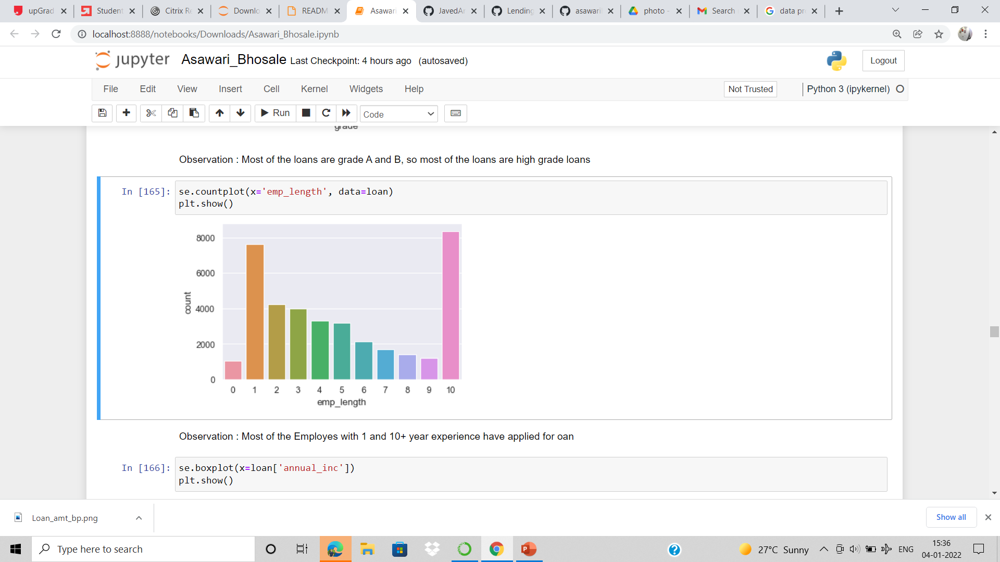 upGrad
Student
Citrix Re
Downlo
READM
Asawari
JavedAr
Lending
asawaril
photo -
Search
data pr
localhost:8888/notebooks/Downloads/Asawari_Bhosale.ipynb
jupyter Asawari_Bhosale Last Checkpoint: 4 hours ago (autosaved)
Logout
File Edit View Insert Cell Kernel Widgets Help
Not Trusted
Python 3 (ipykernel)
Run
Code
grade
Observation : Most of the loans are grade A and B, so most of the loans are high grade loans
In [165]: se.countplot(x='emp_length', data=loan)
plt.show()
8000
6000
4000
2000
0
count
0 1 2 3 4 5 6 7 8 9 10
emp_length
Observation : Most of the Employes with 1 and 10+ year experience have applied for oan
In [166]: se.boxplot(x=loan['annual_inc'])
plt.show()
Loan_amt_bp.png
Show all
Type here to search
27°C Sunny
ENG
15:36
04-01-2022